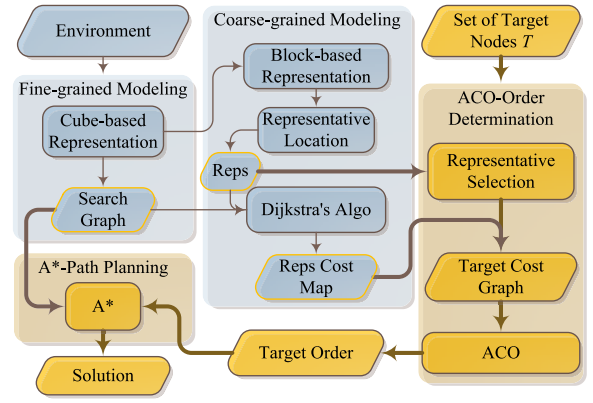 Environment
Fine-grained Modeling
Cube-based
Representation
Search
Graph
Coarse-grained Modeling
Block-based
Representation
Representative
Location
Reps
Dijkstra's Algo
Reps Cost
Map
Set of Target
Nodes T
ACO-Order
Determination
Representative
Selection
Target Cost
Graph
ACO
Target Order
A*-Path Planning
A*
Solution